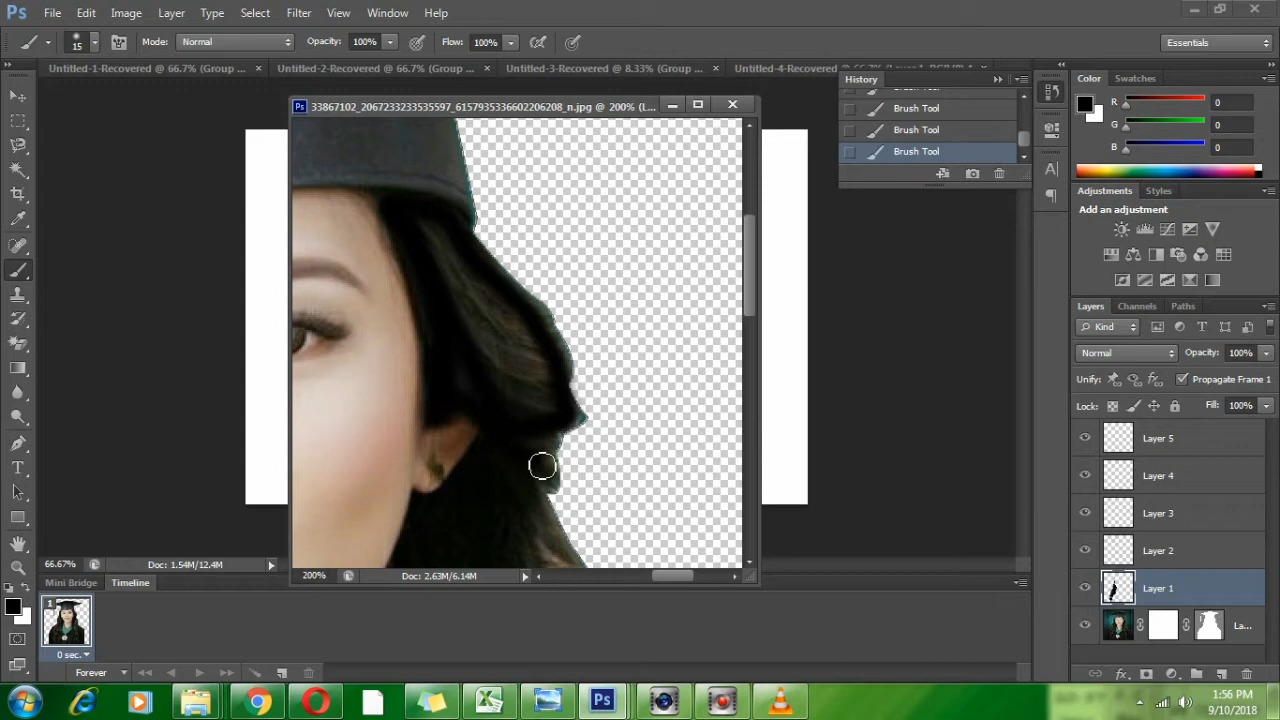 Ps File Edit Image Layer Type Select Filter View Window Help
15 Mode: Normal Opacity: 100% Flow: 100% Essentials
Untitled-1-Recovered @ 66.7% (Group ... × Untitled-2-Recovered @ 66.7% (Group ... × Untitled-3-Recovered @ 8.33% (Group ... × Untitled-4-Recovered @
History
Color Swatches
33867102_2067233233535597_6157935336602206208_n.jpg @ 200% (L...
Brush Tool
Brush Tool
Brush Tool
R 0
G 0
B 0
Adjustments Styles
Add an adjustment
Layers Channels Paths
Kind
Normal Opacity: 100%
Unify: Propagate Frame 1
Lock: Fill: 100%
Layer 5
Layer 4
Layer 3
Layer 2
Layer 1
La...
66.67% Doc: 1.54M/12.4M
200% Doc: 2.63M/6.14M
Mini Bridge Timeline
1
0 sec.
Forever
Ps
1:56 PM
9/10/2018